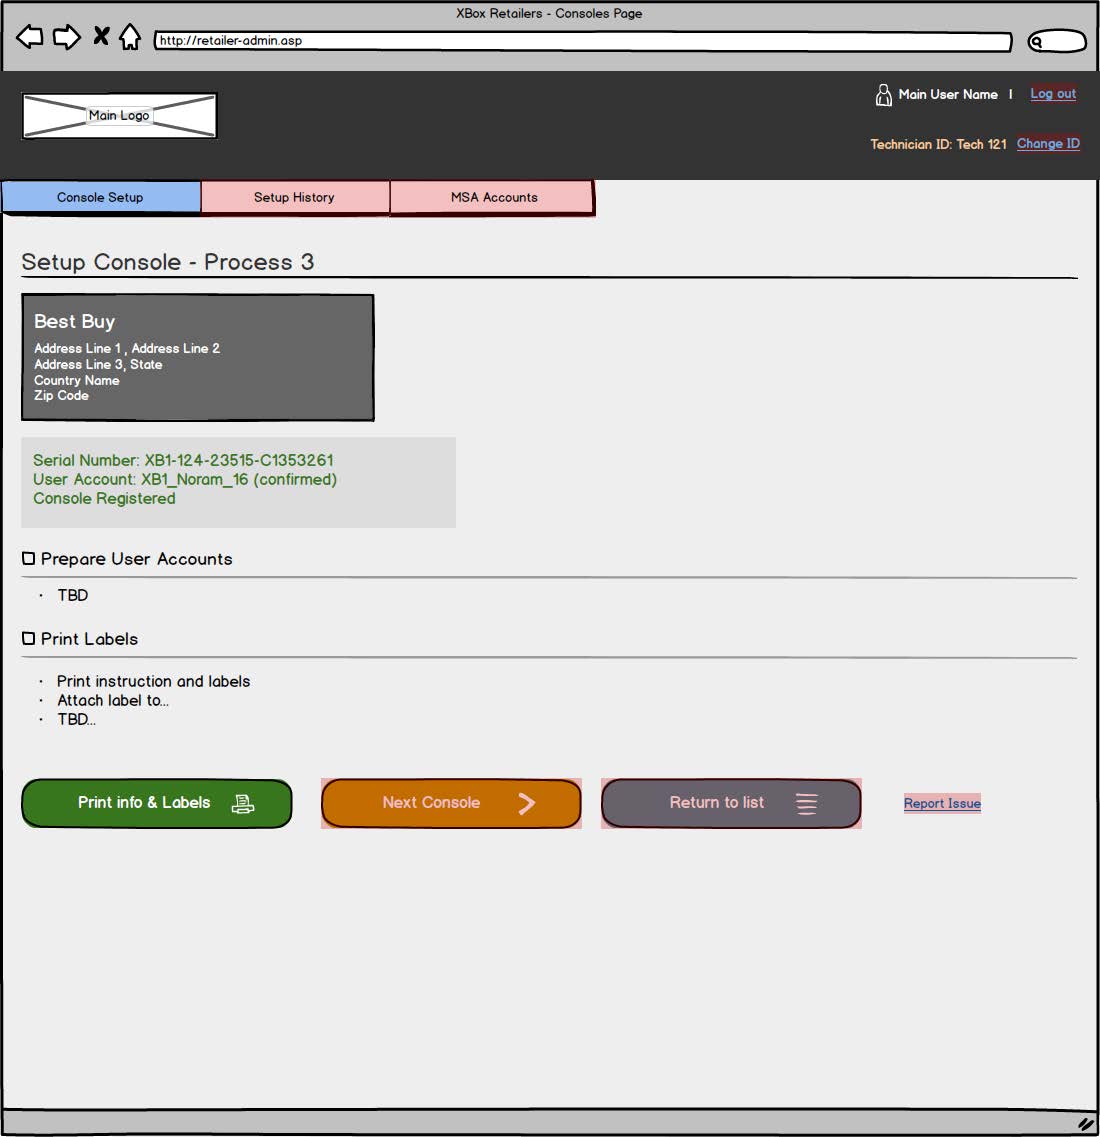 XBox Retailers - Consoles Page
http://retailer-admin.asp
Main Logo
Main User Name | Log out
Technician ID: Tech 121 Change ID
Console Setup
Setup History
MSA Accounts
Setup Console - Process 3
Best Buy
Address Line 1 , Address Line 2
Address Line 3, State
Country Name
Zip Code
Serial Number: XB1-124-23515-C1353261
User Account: XB1_Noram_16 (confirmed)
Console Registered
Prepare User Accounts
· TBD
Print Labels
· Print instruction and labels
· Attach label to...
· TBD...
Print info & Labels
Next Console
Return to list
Report Issue